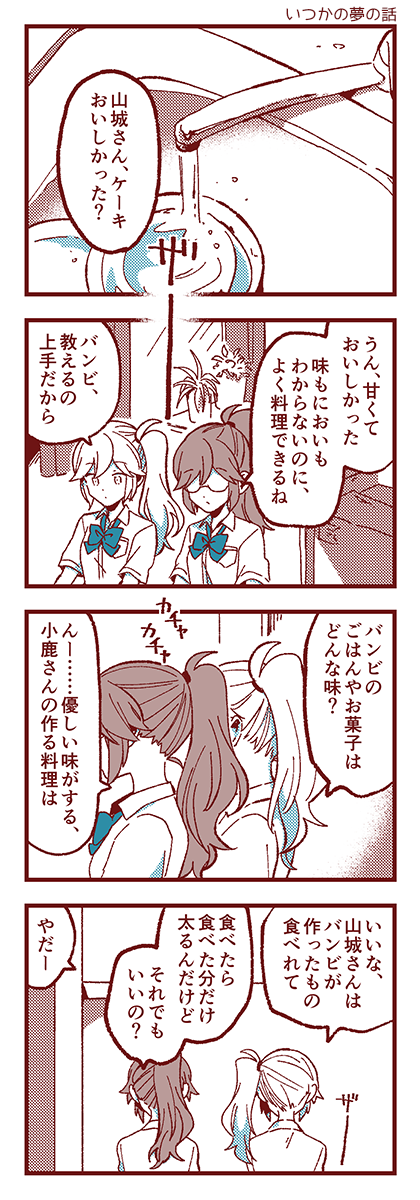 いつかの夢の話
山城さん、ケーキ
おいしかった？
ザー
うん、甘くて
おいしかった
味もにおいも
わからないのに、
よく料理できるね
バンビ、
教えるの
上手だから
バンビの
ごはんやお菓子は
どんな味？
カチャ
カチャ
んー……優しい味がする、
小鹿さんの作る料理は
いいな、
山城さんは
バンビが
作ったもの
食べれて
食べたら
食べた分だけ
太るんだけど
それでも
いいの？
ザー
やだー